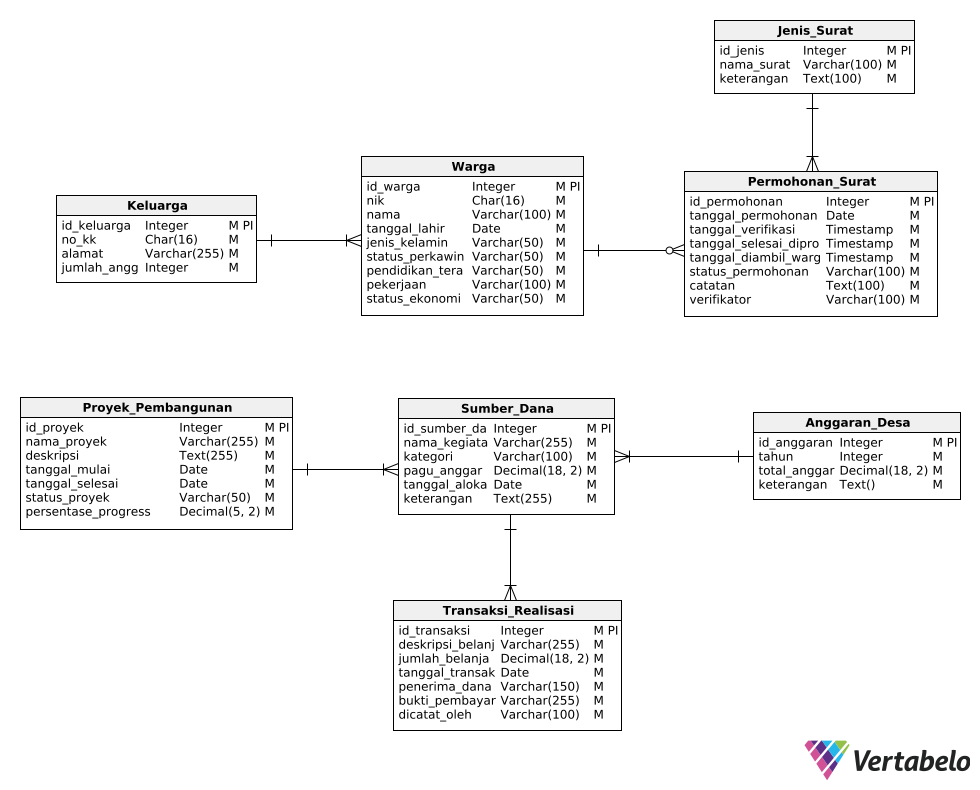 Jenis_Surat
id_jenis Integer M PI
nama_surat Varchar(100) M
keterangan Text(100) M
Warga
id_warga Integer M PI
nik Char(16) M
nama Varchar(100) M
tanggal_lahir Date M
jenis_kelamin Varchar(50) M
status_perkawin Varchar(50) M
pendidikan_tera Varchar(50) M
pekerjaan Varchar(100) M
status_ekonomi Varchar(50) M
Permohonan_Surat
id_permohonan Integer M PI
tanggal_permohonan Date M
tanggal_verifikasi Timestamp M
tanggal_selesai_dipro Timestamp M
tanggal_diambil_warg Timestamp M
status_permohonan Varchar(100) M
catatan Text(100) M
verifikator Varchar(100) M
Keluarga
id_keluarga Integer M PI
no_kk Char(16) M
alamat Varchar(255) M
jumlah_angg Integer M
Proyek_Pembangunan
id_proyek Integer M PI
nama_proyek Varchar(255) M
deskripsi Text(255) M
tanggal_mulai Date M
tanggal_selesai Date M
status_proyek Varchar(50) M
persentase_progress Decimal(5, 2) M
Sumber_Dana
id_sumber_da Integer M PI
nama_kegiata Varchar(255) M
kategori Varchar(100) M
pagu_anggar Decimal(18, 2) M
tanggal_aloka Date M
keterangan Text(255) M
Anggaran_Desa
id_anggaran Integer M PI
tahun Integer M
total_anggar Decimal(18, 2) M
keterangan Text() M
Transaksi_Realisasi
id_transaksi Integer M PI
deskripsi_belanj Varchar(255) M
jumlah_belanja Decimal(18, 2) M
tanggal_transak Date M
penerima_dana Varchar(150) M
bukti_pembayar Varchar(255) M
dicatat_oleh Varchar(100) M
Vertabelo